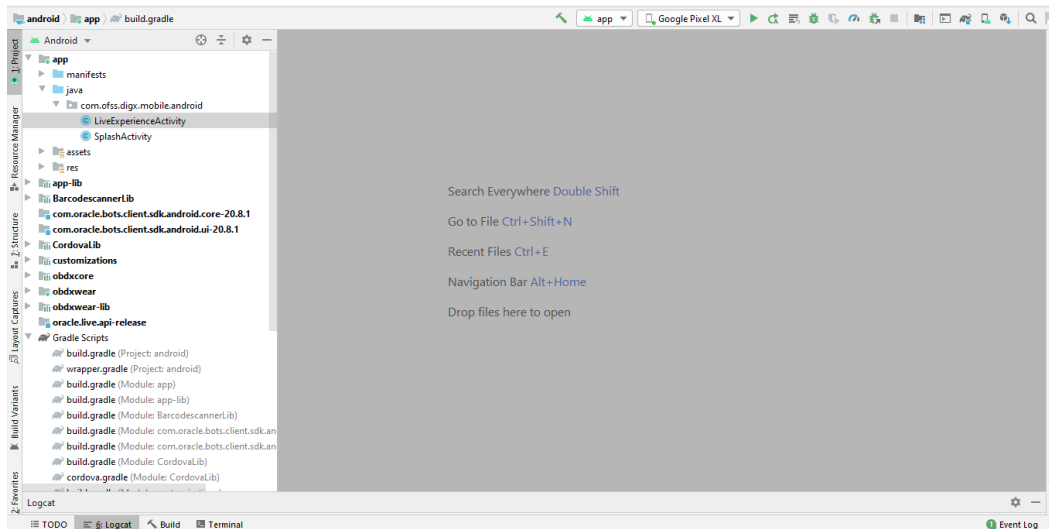 android app build.gradle
app Google Pixel XL
1: Project
Resource Manager
Z: Structure
Layout Captures
Build Variants
2: Favorites
Android
app
manifests
java
com.ofss.digx.mobile.android
LiveExperienceActivity
SplashActivity
assets
res
app-lib
BarcodescannerLib
com.oracle.bots.client.sdk.android.core-20.8.1
com.oracle.bots.client.sdk.android.ui-20.8.1
CordovaLib
customizations
obdxcore
obdxwear
obdxwear-lib
oracle.live.api-release
Gradle Scripts
build.gradle (Project: android)
wrapper.gradle (Project: android)
build.gradle (Module: app)
build.gradle (Module: app-lib)
build.gradle (Module: BarcodescannerLib)
build.gradle (Module: com.oracle.bots.client.sdk.an
build.gradle (Module: com.oracle.bots.client.sdk.an
build.gradle (Module: CordovaLib)
cordova.gradle (Module: CordovaLib)
Search Everywhere Double Shift
Go to File Ctrl+Shift+N
Recent Files Ctrl+E
Navigation Bar Alt+Home
Drop files here to open
Logcat
TODO 6: Logcat Build Terminal 1 Event Log